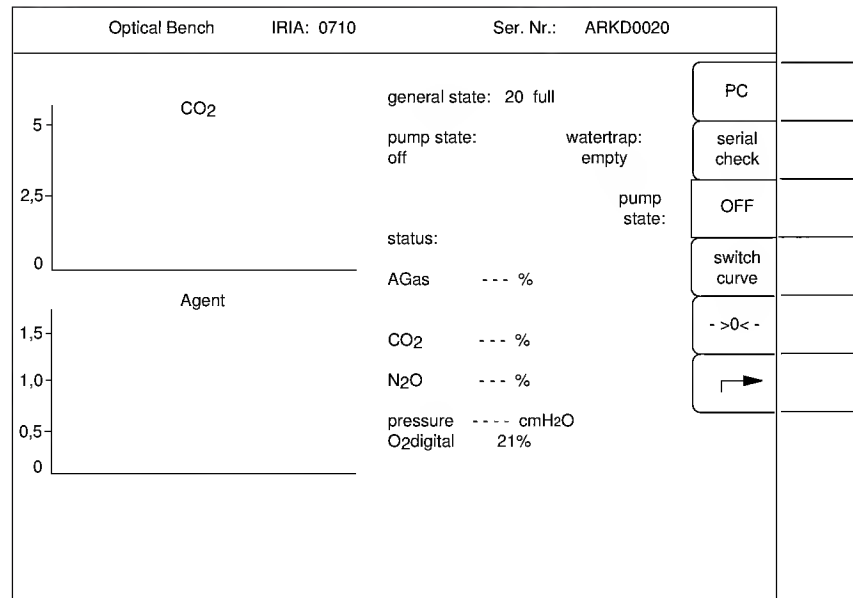 Optical Bench IRIA: 0710 Ser. Nr.: ARKD0020
CO2
5
2,5
0
Agent
1,5
1,0
0,5
0
general state: 20 full
pump state: watertrap:
off empty
pump
state:
status:
AGas - - - %
CO2 - - - %
N2O - - - %
pressure - - - - cmH2O
O2digital 21%
PC
serial
check
OFF
switch
curve
- >0< -